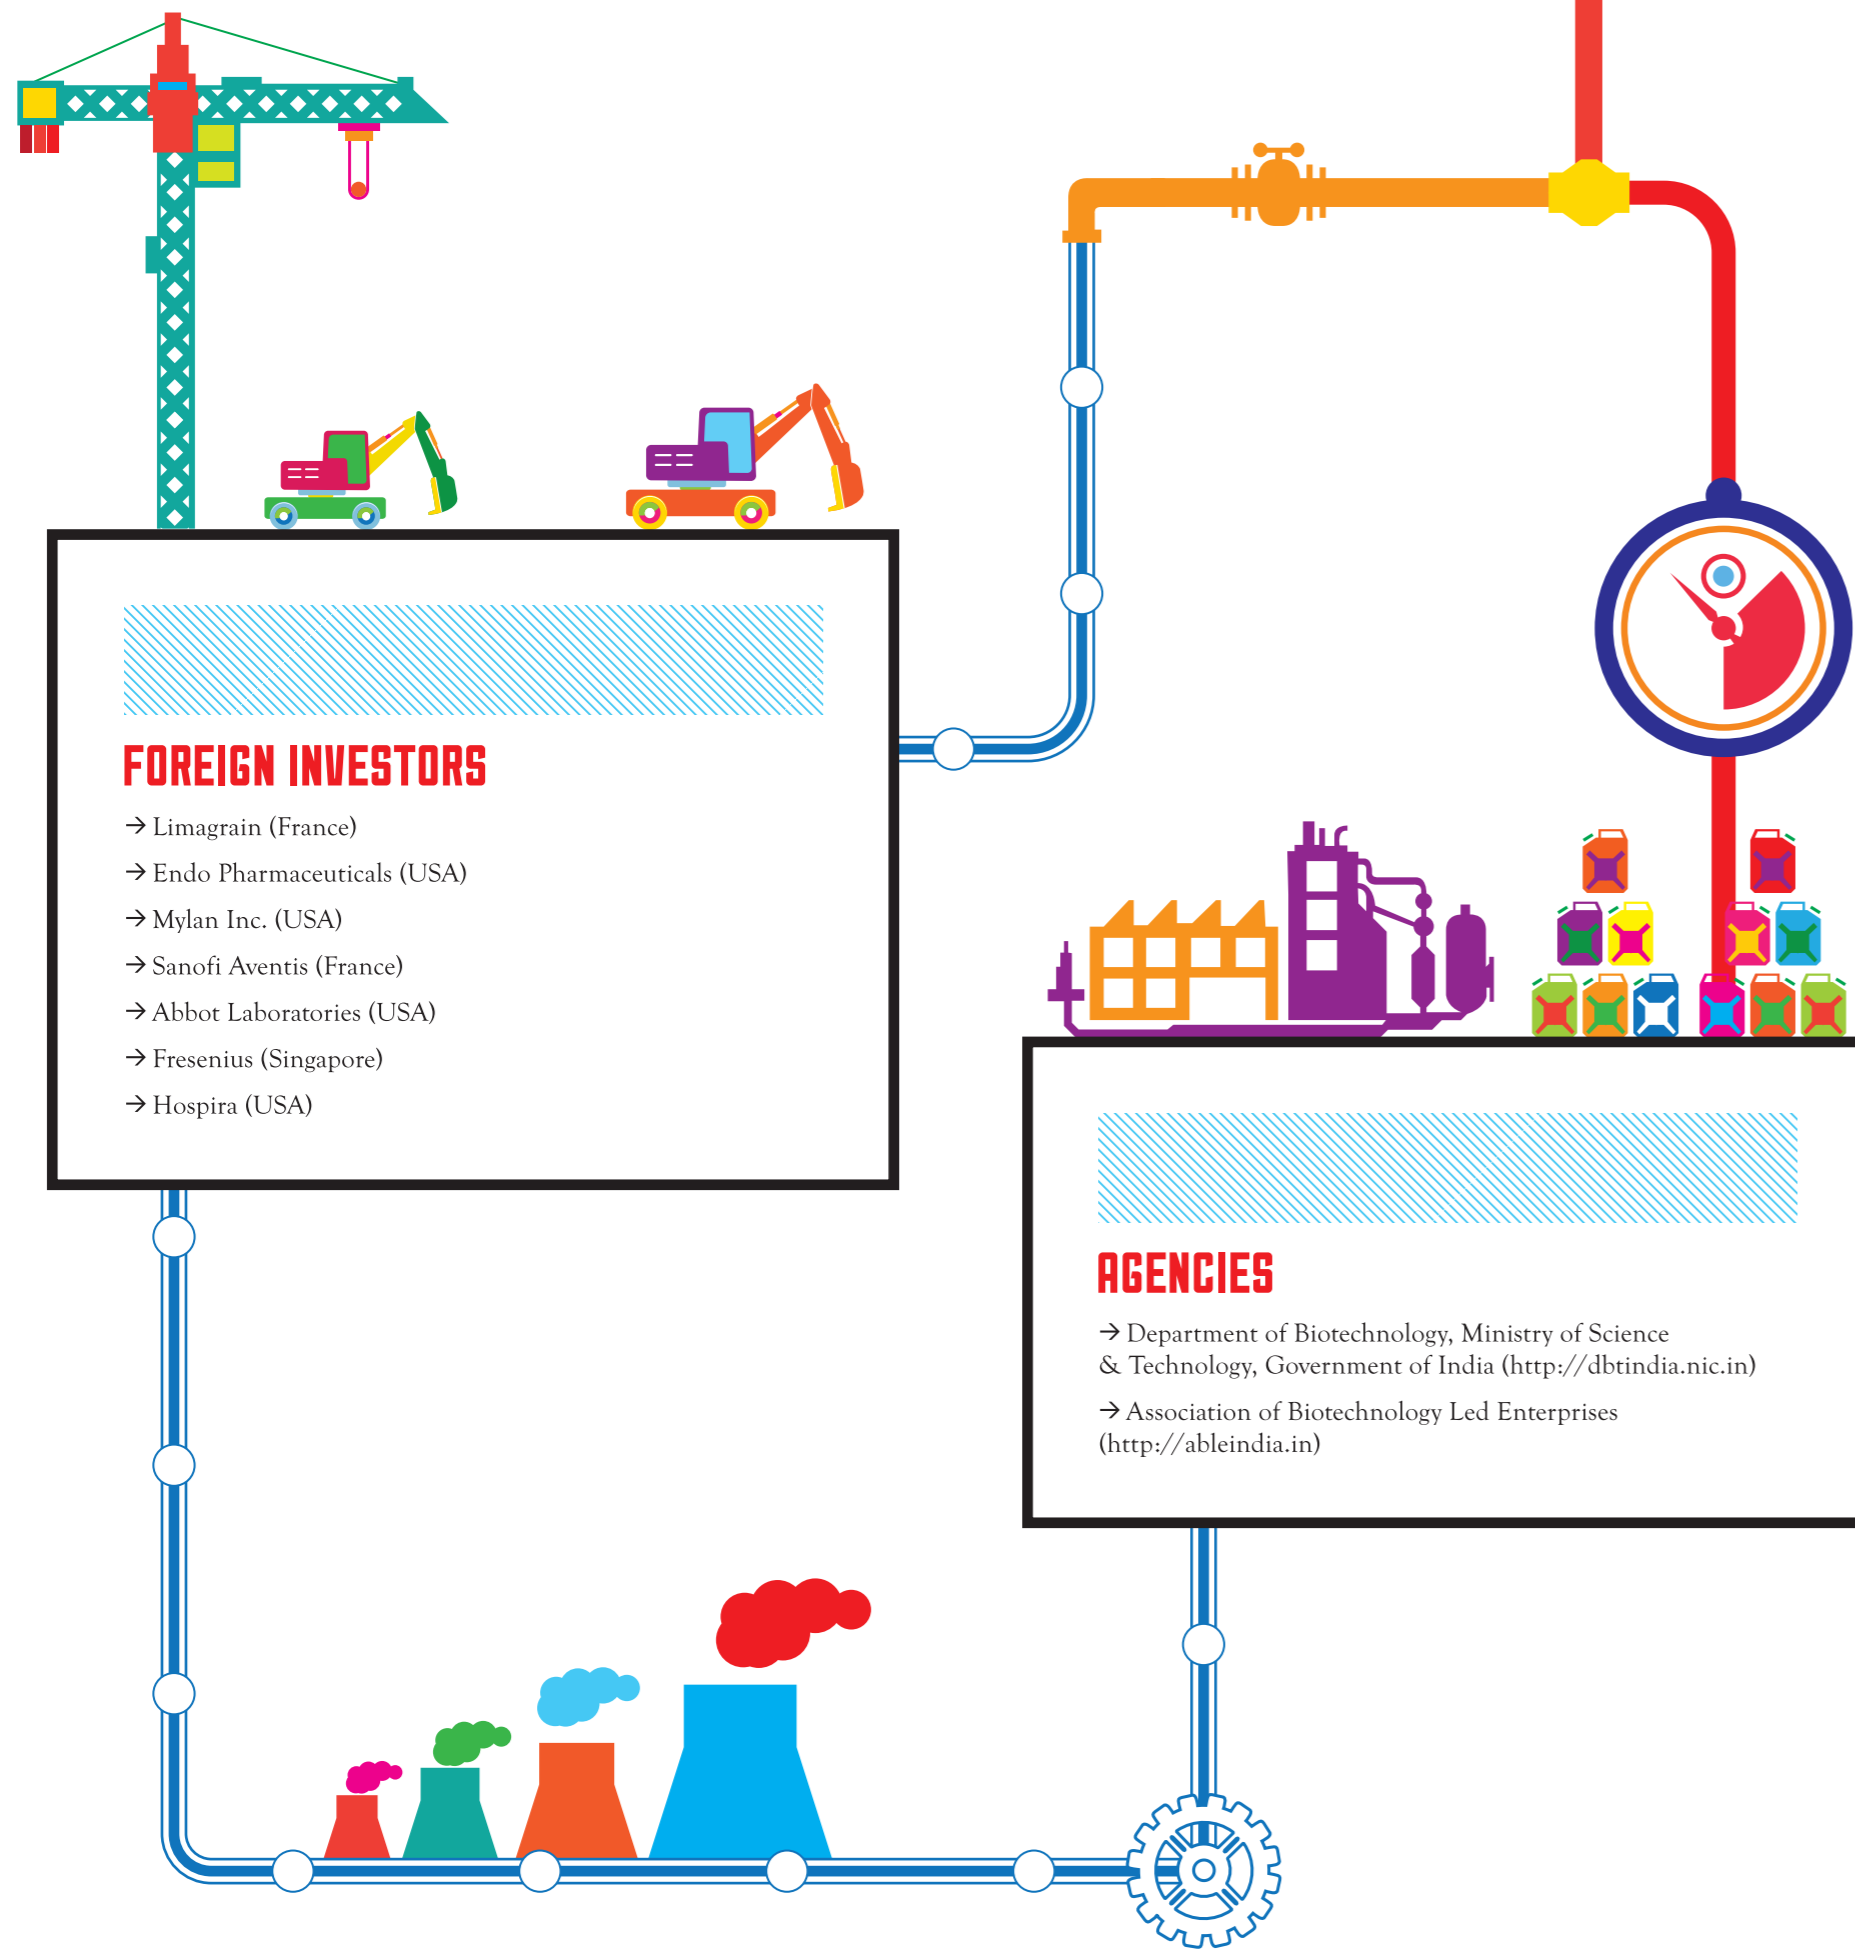 FOREIGN INVESTORS
→ Limagrain (France)
→ Endo Pharmaceuticals (USA)
→ Mylan Inc. (USA)
→ Sanofi Aventis (France)
→ Abbot Laboratories (USA)
→ Fresenius (Singapore)
→ Hospira (USA)
AGENCIES
→ Department of Biotechnology, Ministry of Science
& Technology, Government of India (http://dbtindia.nic.in)
→ Association of Biotechnology Led Enterprises
(http://ableindia.in)